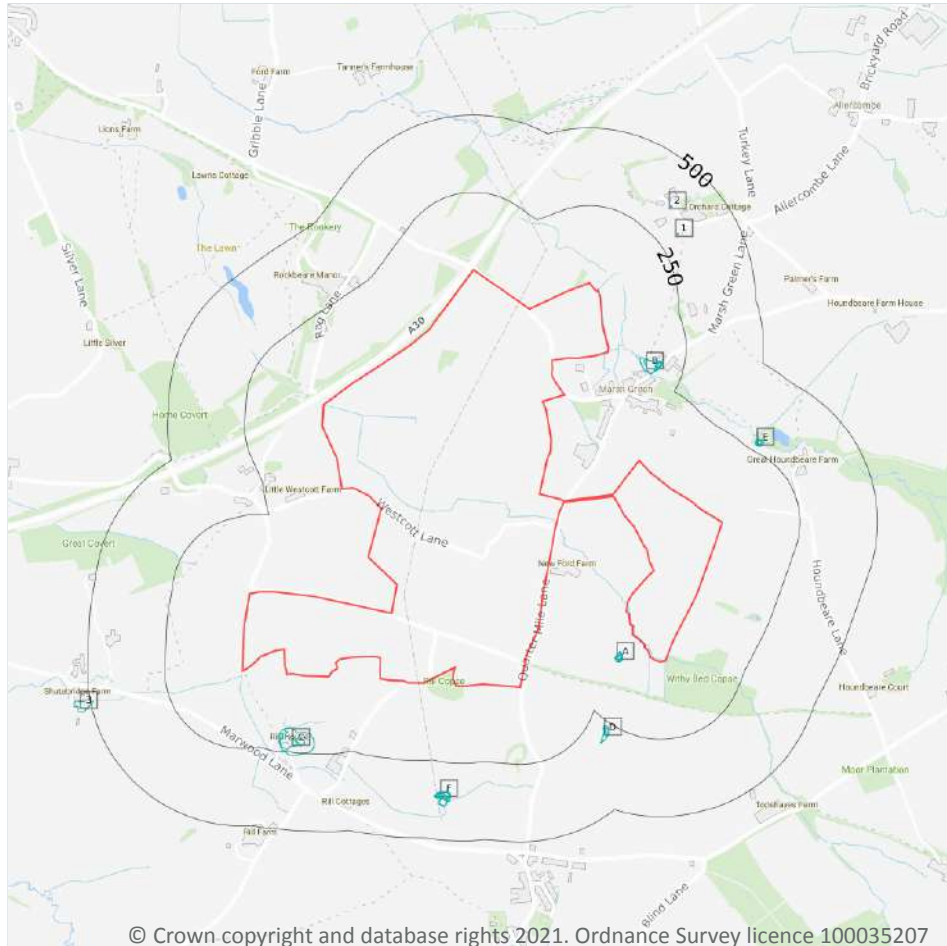 Brickyard Road
Tanner's Farmhouse
Ford Farm
Gribble Lane
Allercombe
Lions Farm
Turkey Lane
500
Lawns Cottage
Allercombe Lane
2
Orchard Cottage
The Rookery
1
Silver Lane
The Lawn
250
Marsh Green Lane
Rockbeare Manor
Palmer's Farm
Rag Lane
Houndbeare Farm House
A30
Little Silver
B
Marsh Green
Home Covert
E
Great Houndbeare Farm
Little Westcott Farm
Westcott Lane
Great Covert
New Ford Farm
Houndbeare Lane
Quarter Mile Lane
A
Rill Copse
Withy Bed Copse
Houndbeare Court
3
D
Marwood Lane
Moor Plantation
F
Rill Cottages
Rill Farm
Blind Lane
© Crown copyright and database rights 2021. Ordnance Survey licence 100035207